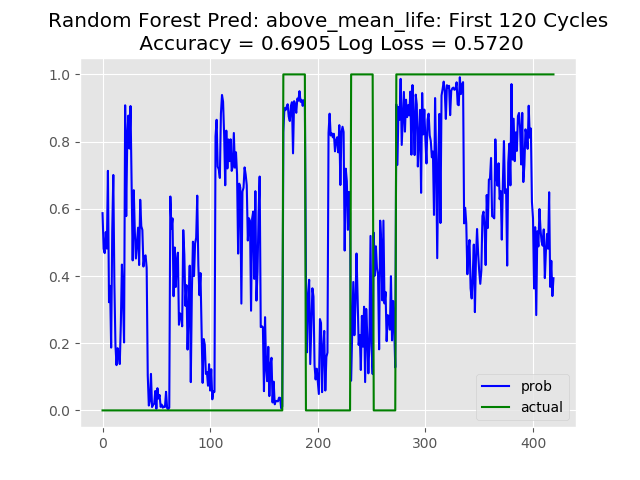 Random Forest Pred: above_mean_life: First 120 Cycles
Accuracy = 0.6905 Log Loss = 0.5720
1.0
0.8
0.6
0.4
0.2
0.0
prob
actual
0 100 200 300 400